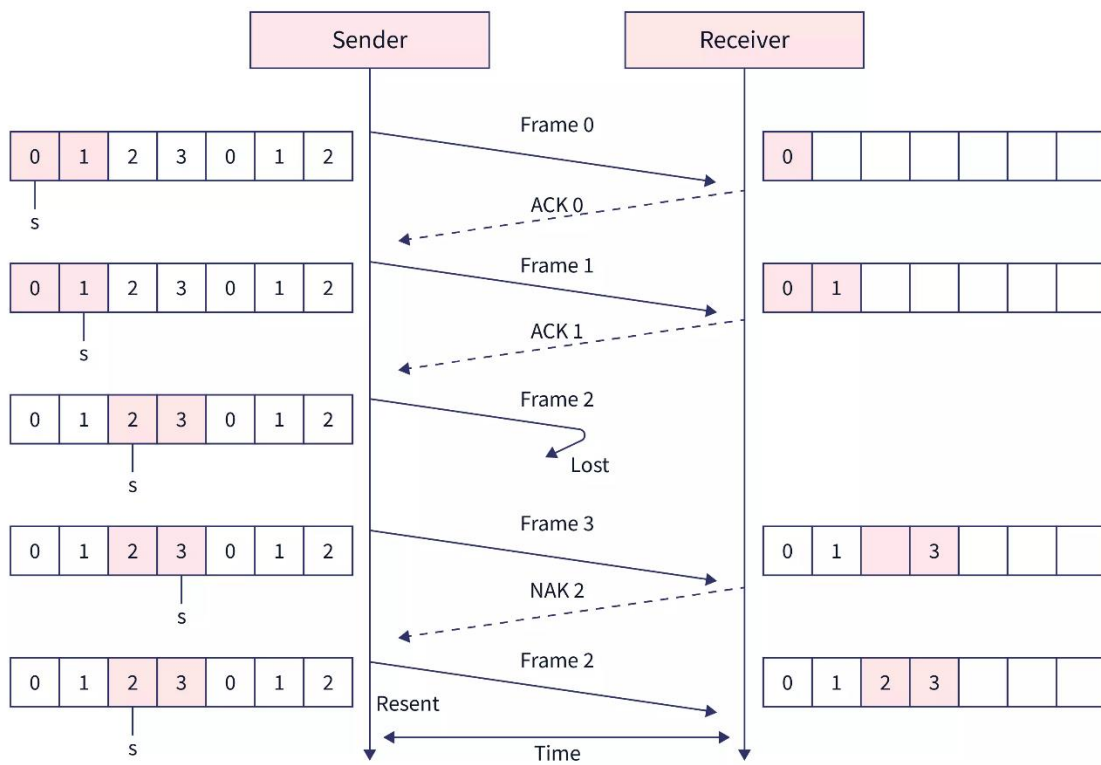 Sender Receiver
Frame 0
0 1 2 3 0 1 2 0
s
ACK 0
Frame 1
0 1 2 3 0 1 2 0 1
s
ACK 1
Frame 2
0 1 2 3 0 1 2
s
Lost
Frame 3
0 1 2 3 0 1 2 0 1 3
s
NAK 2
Frame 2
0 1 2 3 0 1 2 0 1 2 3
s
Resent
Time